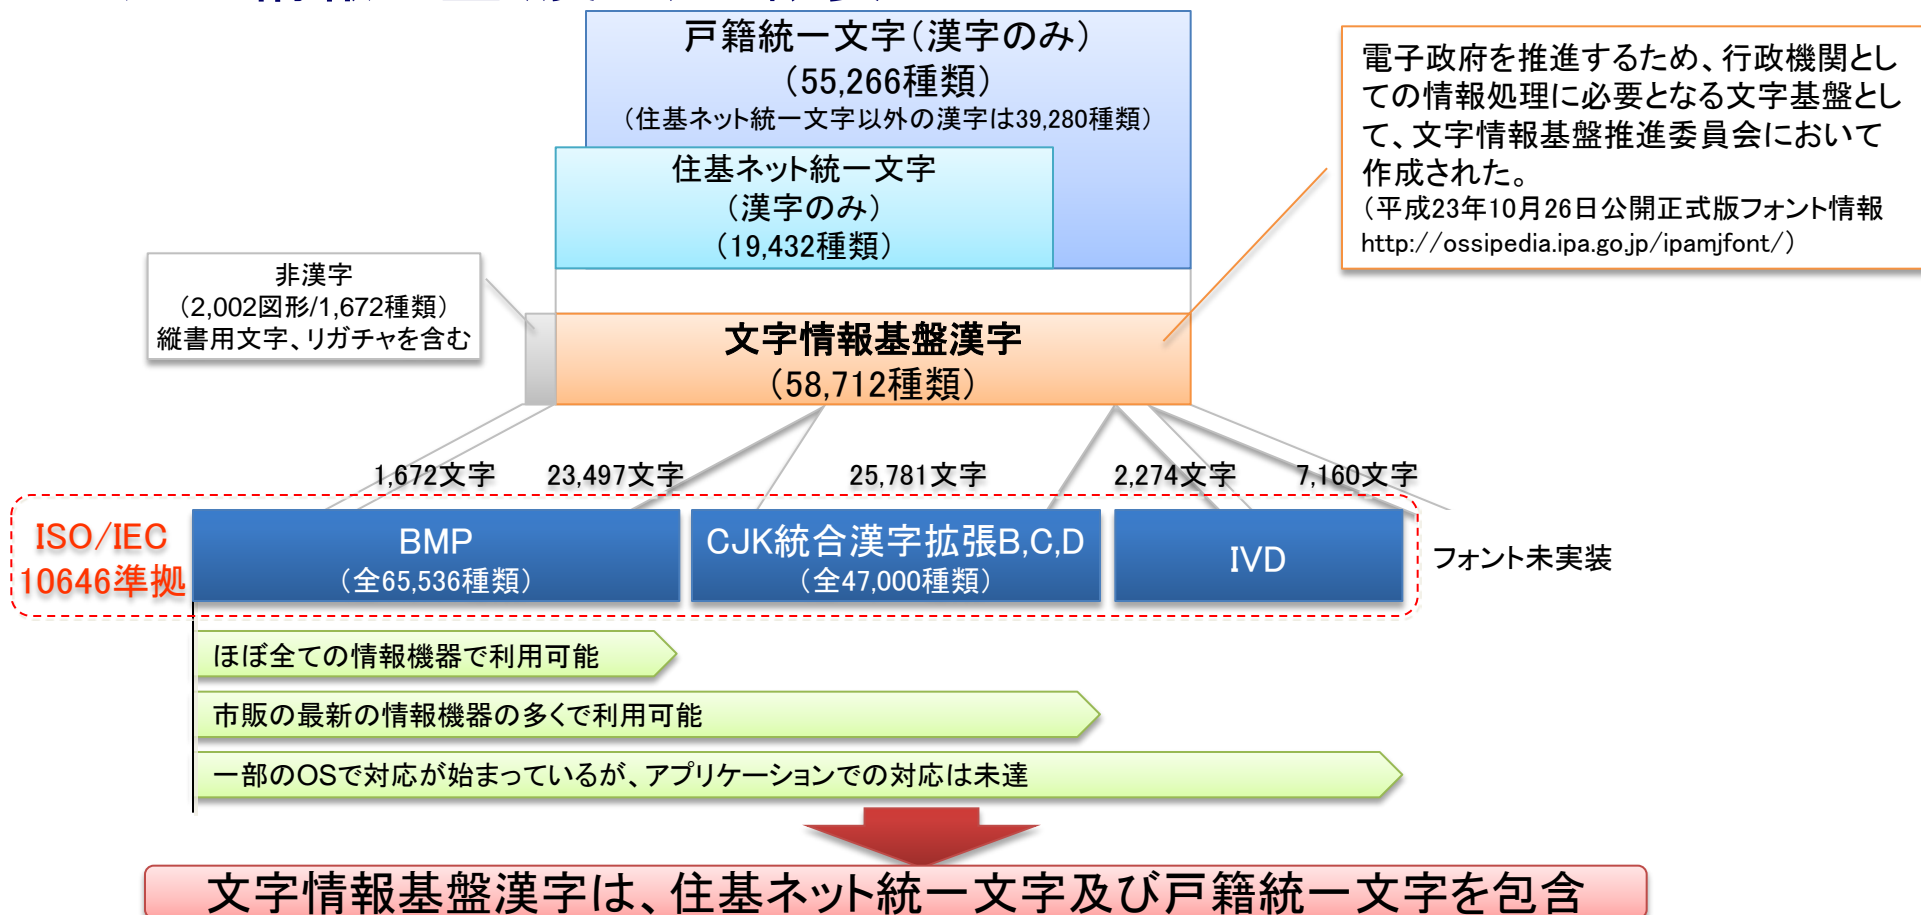 戸籍統一文字(漢字のみ)
(55,266種類)
(住基ネット統一文字以外の漢字は39,280種類)
住基ネット統一文字
(漢字のみ)
(19,432種類)
電子政府を推進するため、行政機関とし
ての情報処理に必要となる文字基盤とし
て、文字情報基盤推進委員会において
作成された。
(平成23年10月26日公開正式版フォント情報
http://ossipedia.ipa.go.jp/ipamjfont/)
非漢字
(2,002図形/1,672種類)
縦書用文字、リガチャを含む
文字情報基盤漢字
(58,712種類)
1,672文字 23,497文字 25,781文字 2,274文字 7,160文字
ISO/IEC
10646準拠
BMP
(全65,536種類)
CJK統合漢字拡張B,C,D
(全47,000種類)
IVD
フォント未実装
ほぼ全ての情報機器で利用可能
市販の最新の情報機器の多くで利用可能
一部のOSで対応が始まっているが、アプリケーションでの対応は未達
文字情報基盤漢字は、住基ネット統一文字及び戸籍統一文字を包含